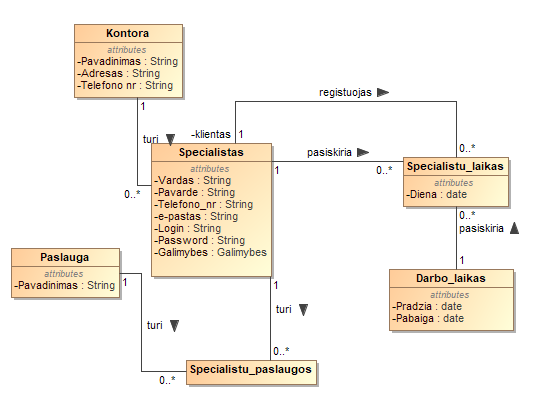 Kontora
attributes
-Pavadinimas : String
-Adresas : String
-Telefono nr : String
1
turi
0..*
registuojas
-klientas
1
0..*
Specialistas
attributes
-Vardas : String
-Pavarde : String
-Telefono_nr : String
-e-pastas : String
-Login : String
-Password : String
-Galimybes : Galimybes
pasiskiria
1
0..*
Specialistu_laikas
attributes
-Diena : date
0..*
pasiskiria
1
Darbo_laikas
attributes
-Pradzia : date
-Pabaiga : date
Paslauga
attributes
-Pavadinimas : String
1
turi
0..*
1
turi
0..*
Specialistu_paslaugos